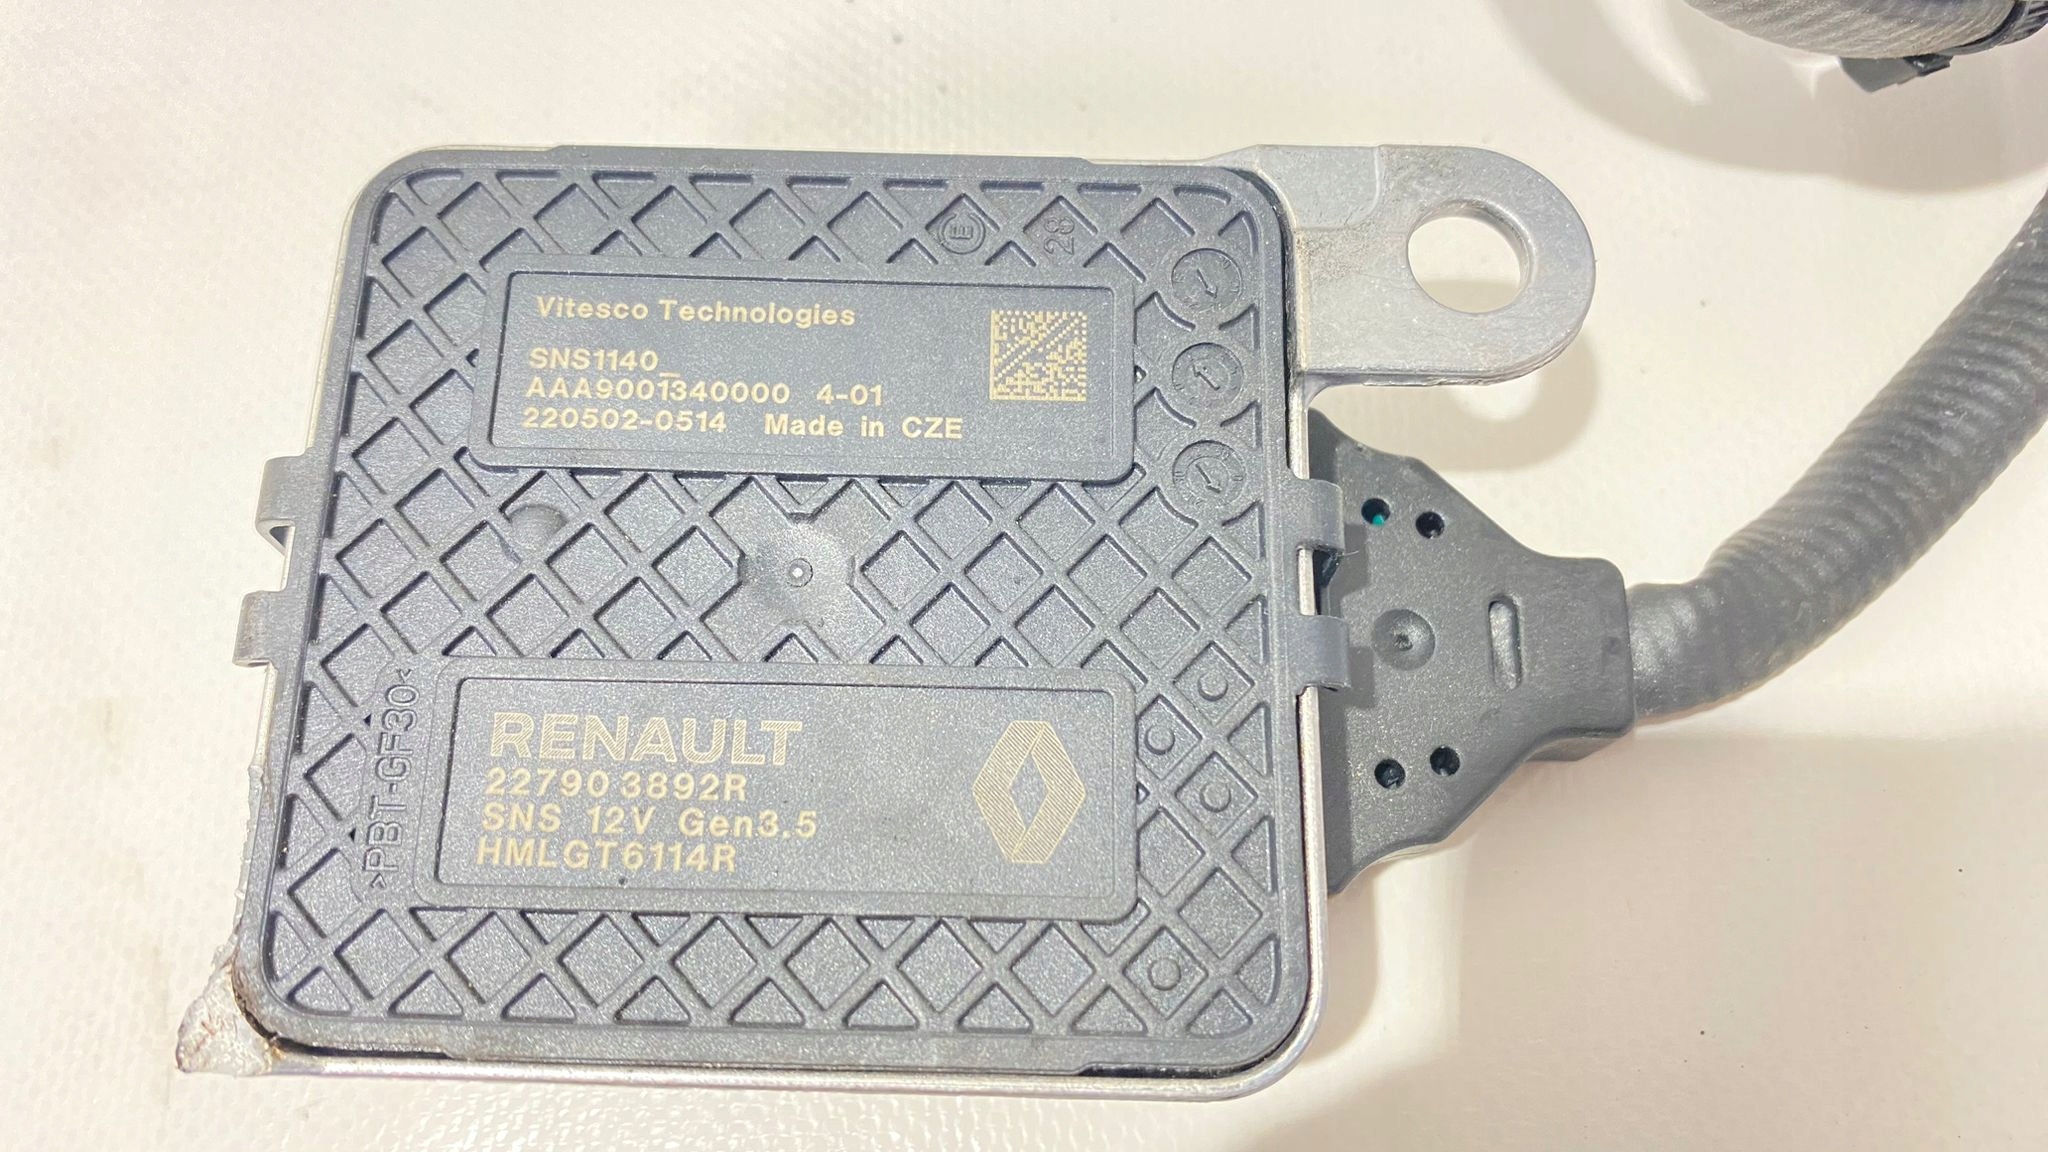 E
28
Vitesco Technologies
SNS1140_
AAA9001340000 4-01
220502-0514 Made in CZE
>PBT-GF30<
RENAULT
22790 3892R
SNS 12V Gen3.5
HMLGT6114R